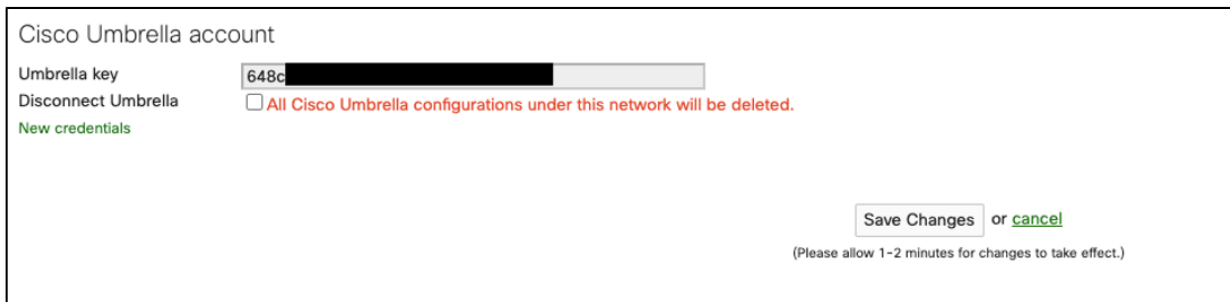 Cisco Umbrella account
Umbrella key 648c
Disconnect Umbrella All Cisco Umbrella configurations under this network will be deleted.
New credentials
Save Changes or cancel
(Please allow 1-2 minutes for changes to take effect.)